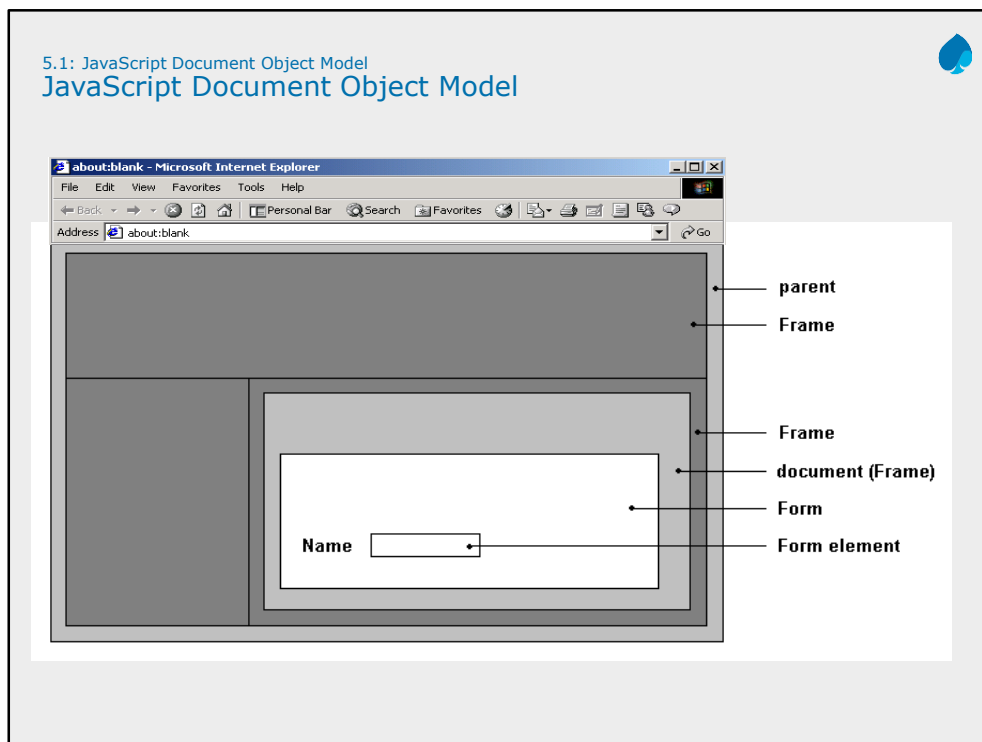 5.1: JavaScript Document Object Model
JavaScript Document Object Model
about:blank - Microsoft Internet Explorer
File Edit View Favorites Tools Help
Back Personal Bar Search Favorites
Address about:blank Go
parent
Frame
Frame
document (Frame)
Form
Name Form element